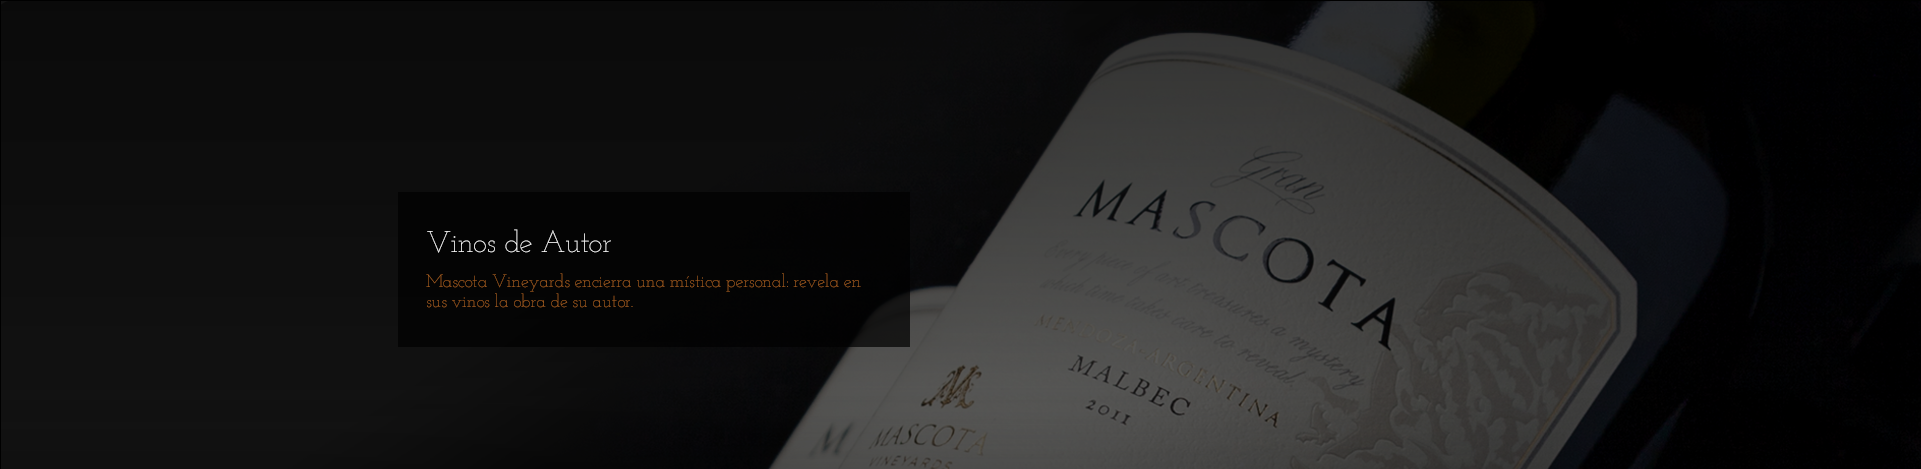 Vinos de Autor
Mascota Vineyards encierra una mística personal: revela en
sus vinos la obra de su autor.
Gran
MASCOTA
Every piece of art treasures a mystery
which time takes care to reveal.
MENDOZA-ARGENTINA
MALBEC
2011
M
MASCOTA
VINEYARDS
M